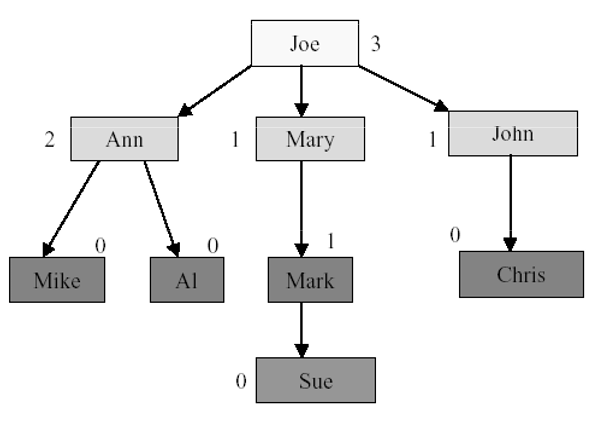 Joe 3
2 Ann 1 Mary 1 John
0 0 1 0
Mike Al Mark Chris
0 Sue